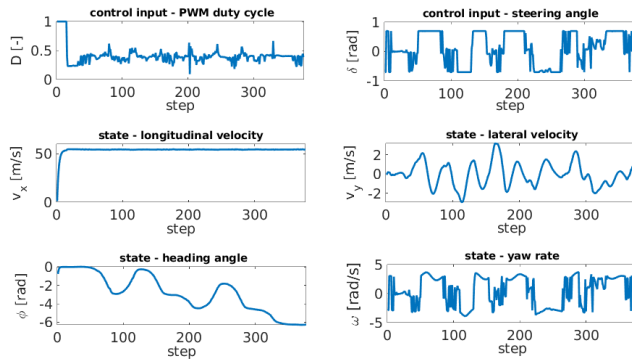 control input - PWM duty cycle
D [-]
1
0.5
0
0 100 200 300
step
control input - steering angle
δ [rad]
1
0
-1
0 100 200 300
step
state - longitudinal velocity
v_x [m/s]
50
0
0 100 200 300
step
state - lateral velocity
v_y [m/s]
2
0
-2
0 100 200 300
step
state - heading angle
ϕ [rad]
0
-2
-4
-6
0 100 200 300
step
state - yaw rate
ω [rad/s]
5
0
-5
0 100 200 300
step